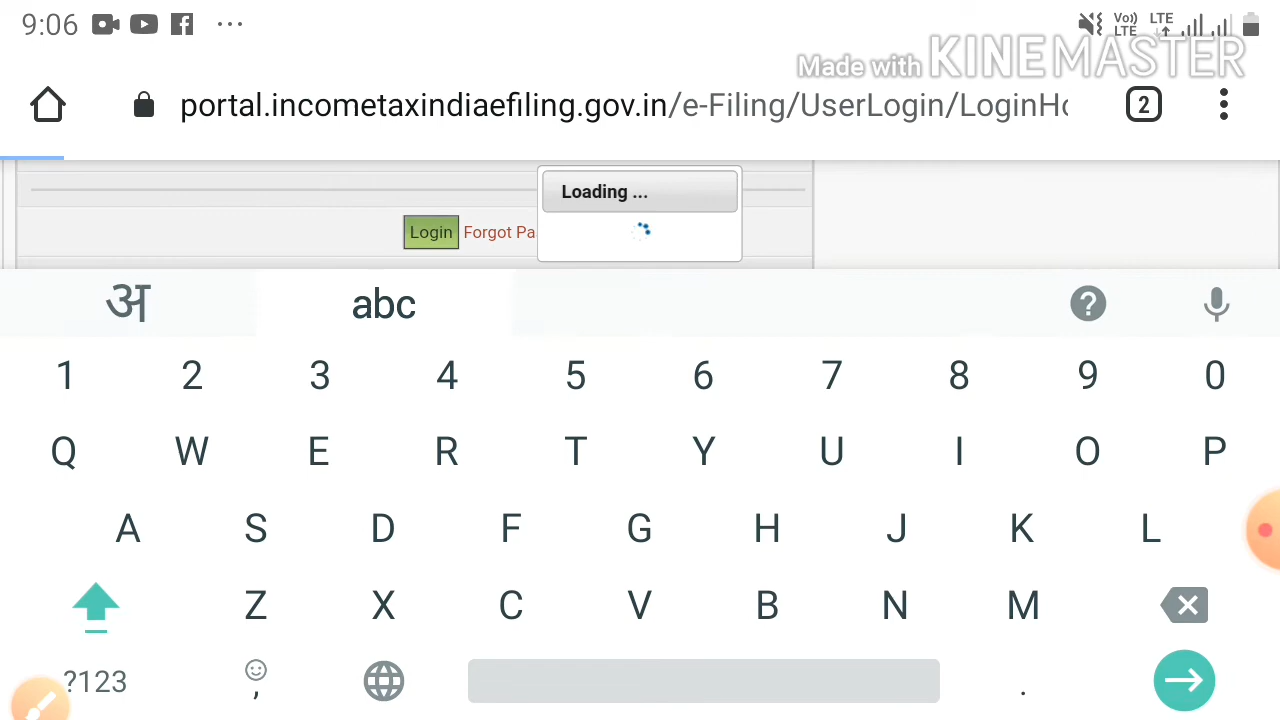 9:06
Vo)) LTE
LTE
Made with KINEMASTER
portal.incometaxindiaefiling.gov.in/e-Filing/UserLogin/LoginHo
2
Loading ...
Login Forgot Pa
अ abc
1 2 3 4 5 6 7 8 9 0
Q W E R T Y U I O P
A S D F G H J K L
Z X C V B N M
?123 , .